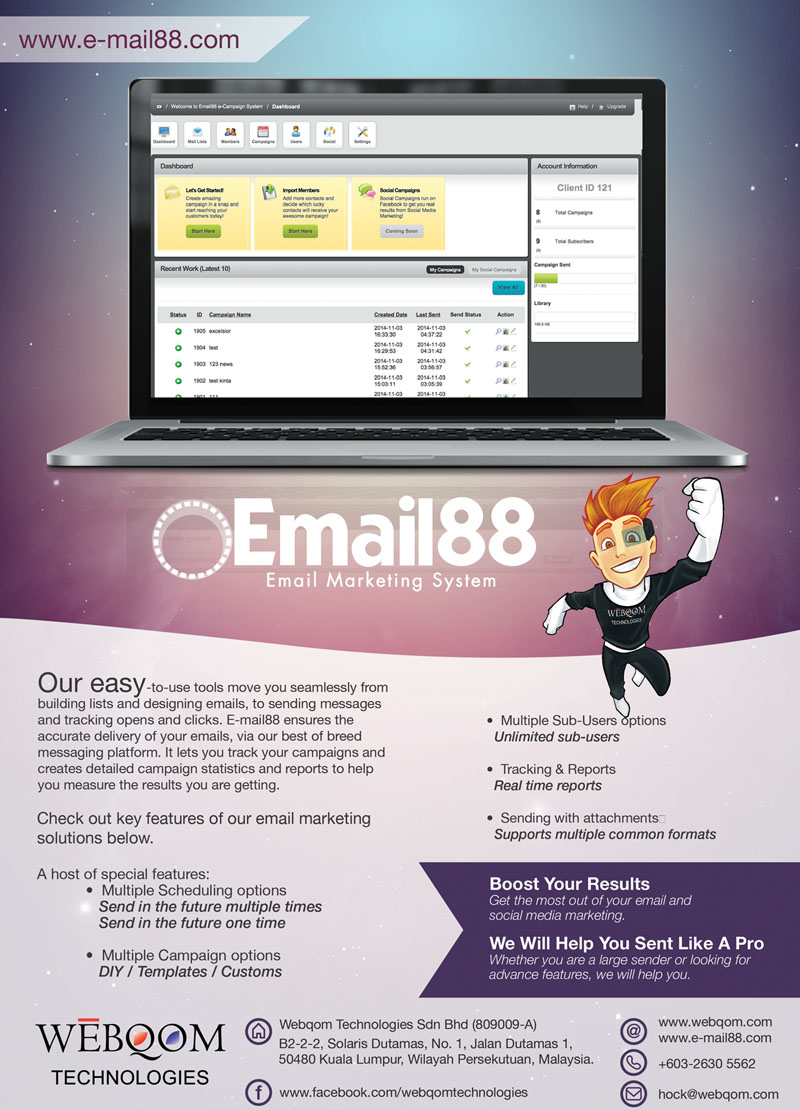 www.e-mail88.com
/ Welcome to Email88 e-Campaign System / Dashboard
Help / Upgrade
Dashboard Mail Lists Members Campaigns Users Social Settings
Dashboard
Let's Get Started!
Create amazing
campaign in a snap and
start reaching your
customers today!
Start Here
Import Members
Add more contacts and
decide which lucky
contacts will receive your
awesome campaign!
Start Here
Social Campaigns
Social Campaigns run on
Facebook to get you real
results from Social Media
Marketing!
Coming Soon
Account Information
Client ID 121
8 Total Campaigns
9 Total Subscribers
Campaign Sent
Library
Recent Work (Latest 10)
My Campaigns My Social Campaigns
View All
Status ID Campaign Name Created Date Last Sent Send Status Action
1905 excelsior 2014-11-03 16:33:30 2014-11-03 04:37:22
1904 test 2014-11-03 16:29:53 2014-11-03 04:31:42
1903 123 news 2014-11-03 15:52:36 2014-11-03 03:56:57
1902 test kinta 2014-11-03 15:03:11 2014-11-03 03:05:39
2014-11-03 2014-11-03
Email88
Email Marketing System
WEBQOM
TECHNOLOGIES
Our easy-to-use tools move you seamlessly from
building lists and designing emails, to sending messages
and tracking opens and clicks. E-mail88 ensures the
accurate delivery of your emails, via our best of breed
messaging platform. It lets you track your campaigns and
creates detailed campaign statistics and reports to help
you measure the results you are getting.
Check out key features of our email marketing
solutions below.
A host of special features:
• Multiple Scheduling options
Send in the future multiple times
Send in the future one time
• Multiple Campaign options
DIY / Templates / Customs
• Multiple Sub-Users options
Unlimited sub-users
• Tracking & Reports
Real time reports
• Sending with attachments
Supports multiple common formats
Boost Your Results
Get the most out of your email and
social media marketing.
We Will Help You Sent Like A Pro
Whether you are a large sender or looking for
advance features, we will help you.
WEBQOM
TECHNOLOGIES
Webqom Technologies Sdn Bhd (809009-A)
B2-2-2, Solaris Dutamas, No. 1, Jalan Dutamas 1,
50480 Kuala Lumpur, Wilayah Persekutuan, Malaysia.
www.facebook.com/webqomtechnologies
www.webqom.com
www.e-mail88.com
+603-2630 5562
hock@webqom.com